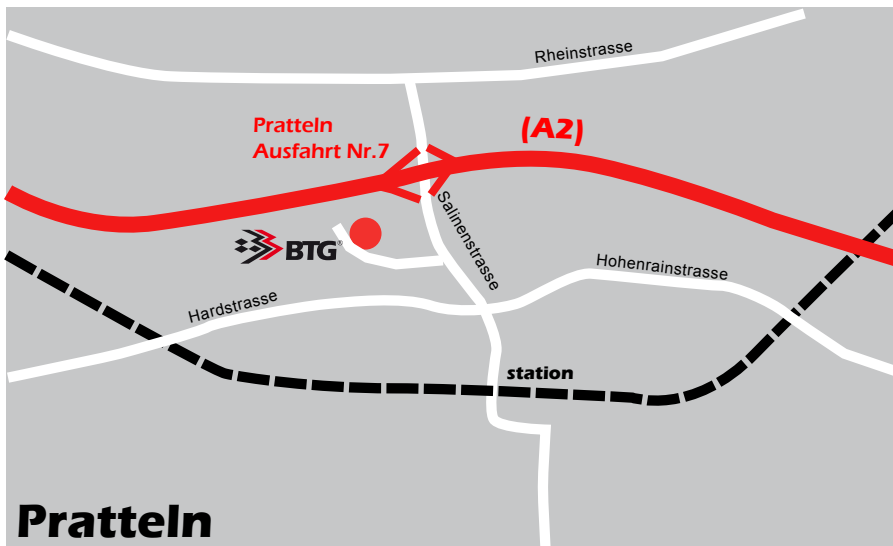 Rheinstrasse
(A2)
Pratteln
Ausfahrt Nr.7
Salinenstrasse
BTG®
Hohenrainstrasse
Hardstrasse
station
Pratteln